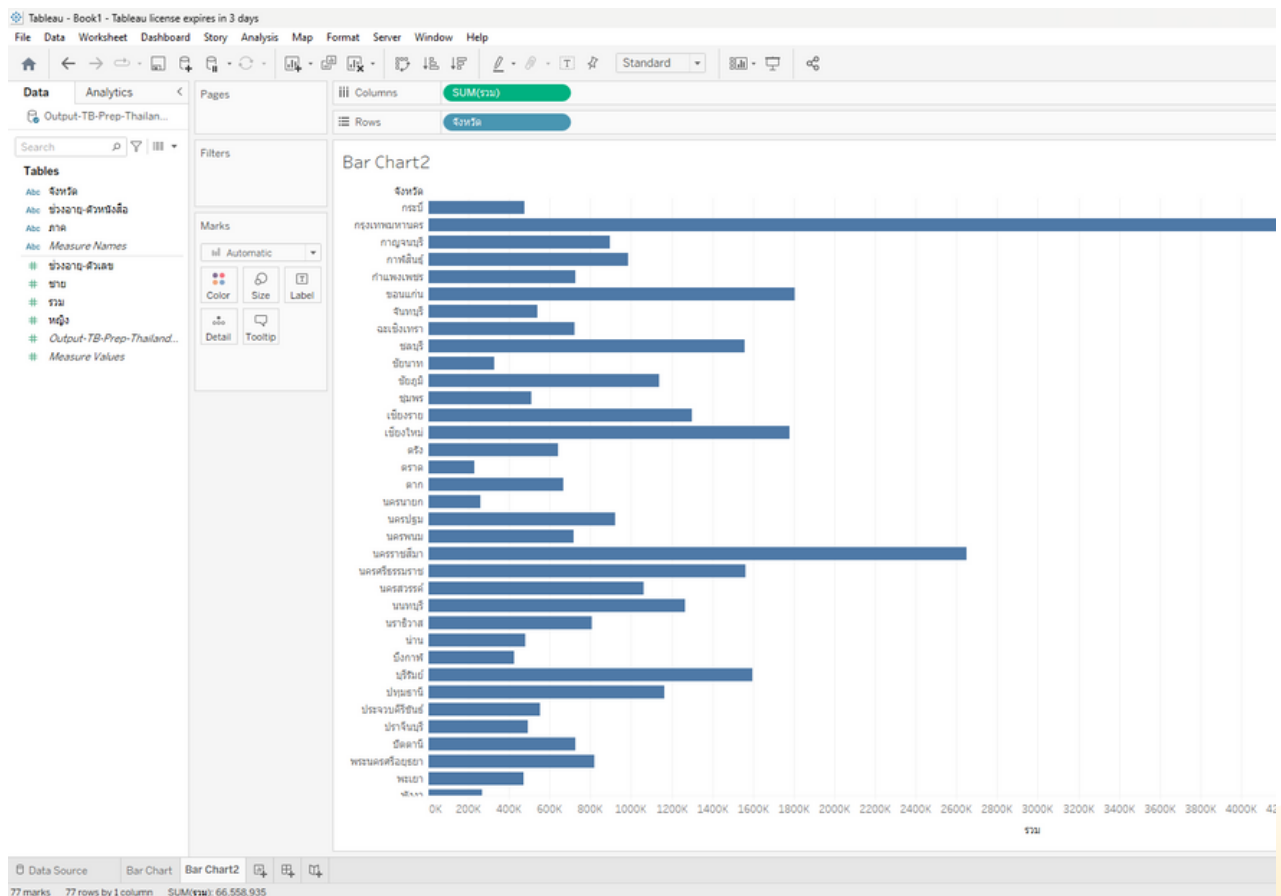 Tableau - Book1 - Tableau license expires in 3 days
File Data Worksheet Dashboard Story Analysis Map Format Server Window Help
Standard
Data Analytics
Output-TB-Prep-Thailan...
Search
Tables
Abc จังหวัด
Abc ช่วงอายุ-ตัวหนังสือ
Abc ภาค
Abc Measure Names
# ช่วงอายุ-ตัวเลข
# ชาย
# รวม
# หญิง
# Output-TB-Prep-Thailand...
# Measure Values
Pages
Filters
Marks
Automatic
Color Size Label
Detail Tooltip
Columns SUM(รวม)
Rows จังหวัด
Bar Chart2
จังหวัด
กระบี่
กรุงเทพมหานคร
กาญจนบุรี
กาฬสินธุ์
กำแพงเพชร
ขอนแก่น
จันทบุรี
ฉะเชิงเทรา
ชลบุรี
ชัยนาท
ชัยภูมิ
ชุมพร
เชียงราย
เชียงใหม่
ตรัง
ตราด
ตาก
นครนายก
นครปฐม
นครพนม
นครราชสีมา
นครศรีธรรมราช
นครสวรรค์
นนทบุรี
นราธิวาส
น่าน
บึงกาฬ
บุรีรัมย์
ปทุมธานี
ประจวบคีรีขันธ์
ปราจีนบุรี
ปัตตานี
พระนครศรีอยุธยา
พะเยา
0K 200K 400K 600K 800K 1000K 1200K 1400K 1600K 1800K 2000K 2200K 2400K 2600K 2800K 3000K 3200K 3400K 3600K 3800K 4000K
รวม
Data Source Bar Chart Bar Chart2
77 marks 77 rows by 1 column SUM(รวม): 66,558,935